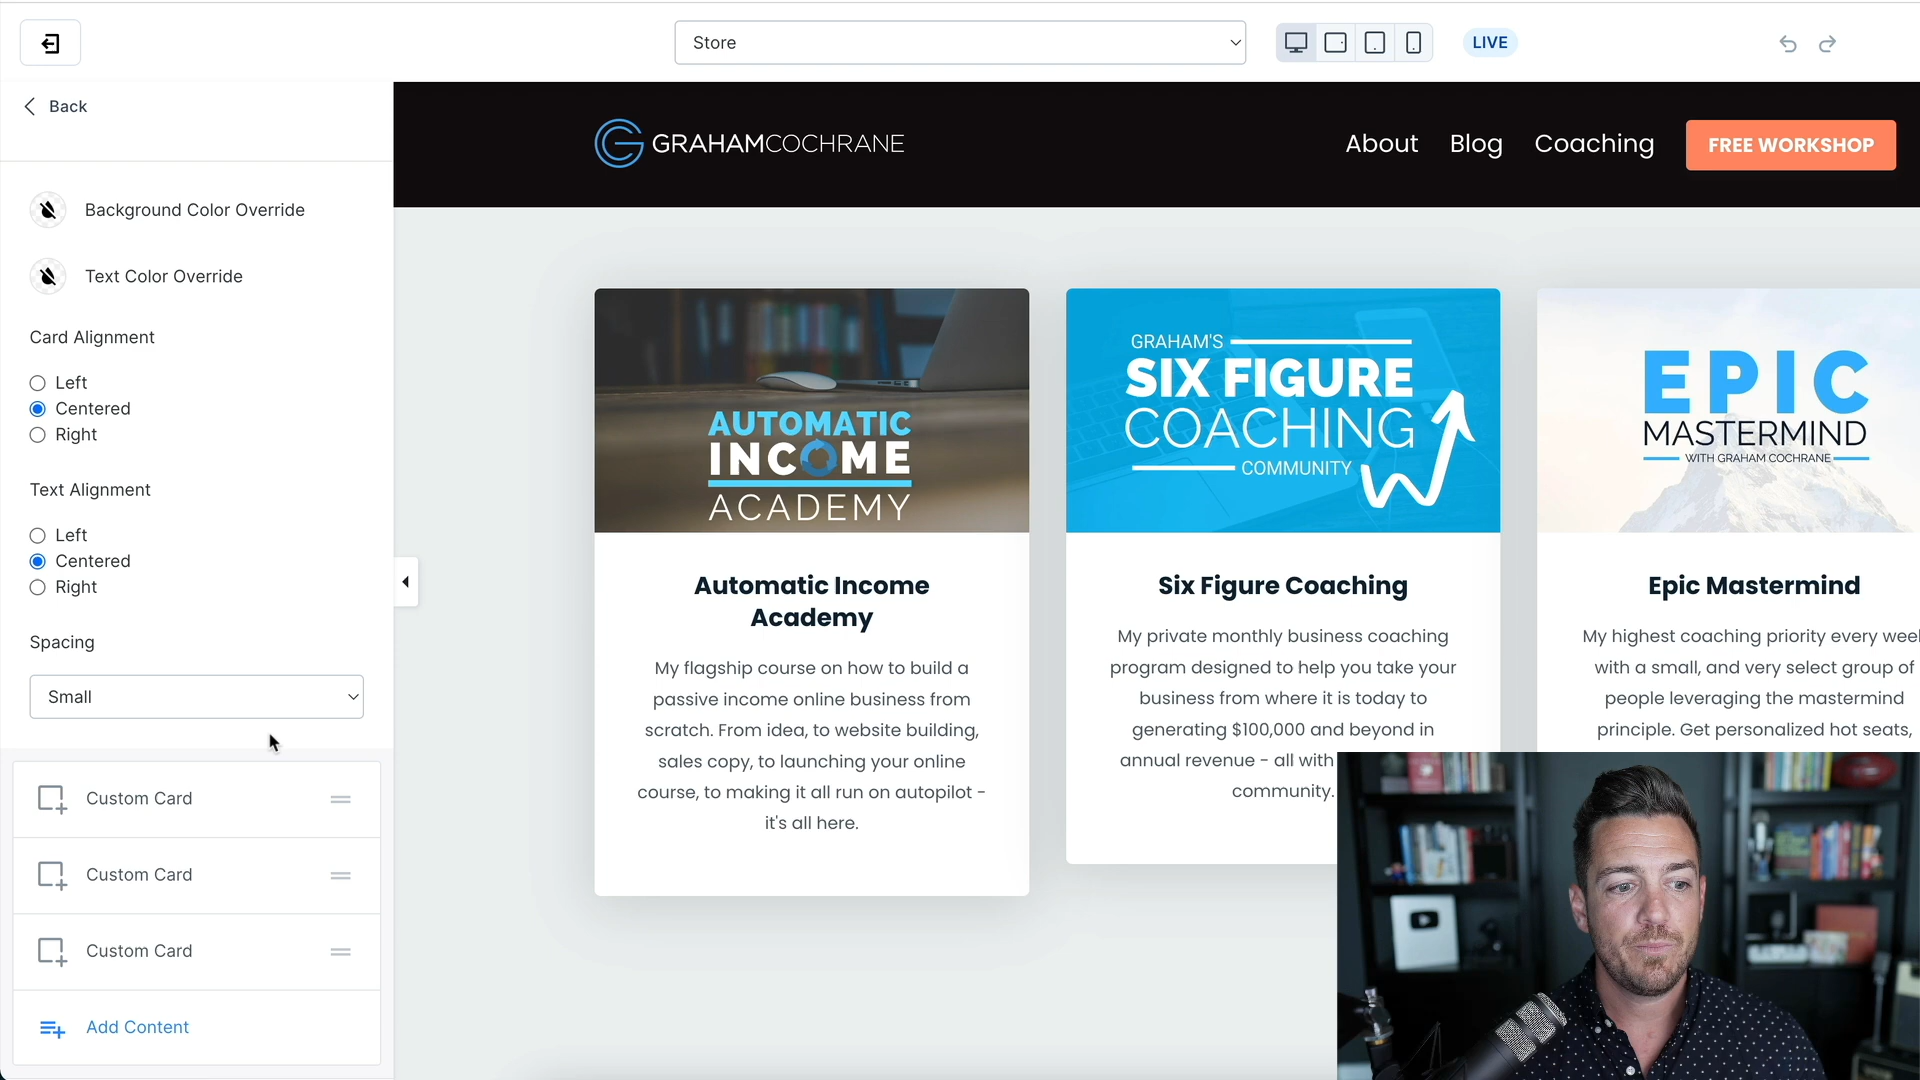 Store
LIVE
Back
GRAHAMCOCHRANE
About
Blog
Coaching
FREE WORKSHOP
Background Color Override
Text Color Override
Card Alignment
Left
Centered
Right
Text Alignment
Left
Centered
Right
Spacing
Small
Custom Card
Custom Card
Custom Card
Add Content
AUTOMATIC
INCOME
ACADEMY
Automatic Income
Academy
My flagship course on how to build a
passive income online business from
scratch. From idea, to website building,
sales copy, to launching your online
course, to making it all run on autopilot -
it's all here.
GRAHAM'S
SIX FIGURE
COACHING
COMMUNITY
Six Figure Coaching
My private monthly business coaching
program designed to help you take your
business from where it is today to
generating $100,000 and beyond in
annual revenue - all with
community.
EPIC
MASTERMIND
WITH GRAHAM COCHRANE
Epic Mastermind
My highest coaching priority every
with a small, and very select group of
people leveraging the mastermind
principle. Get personalized hot seats,